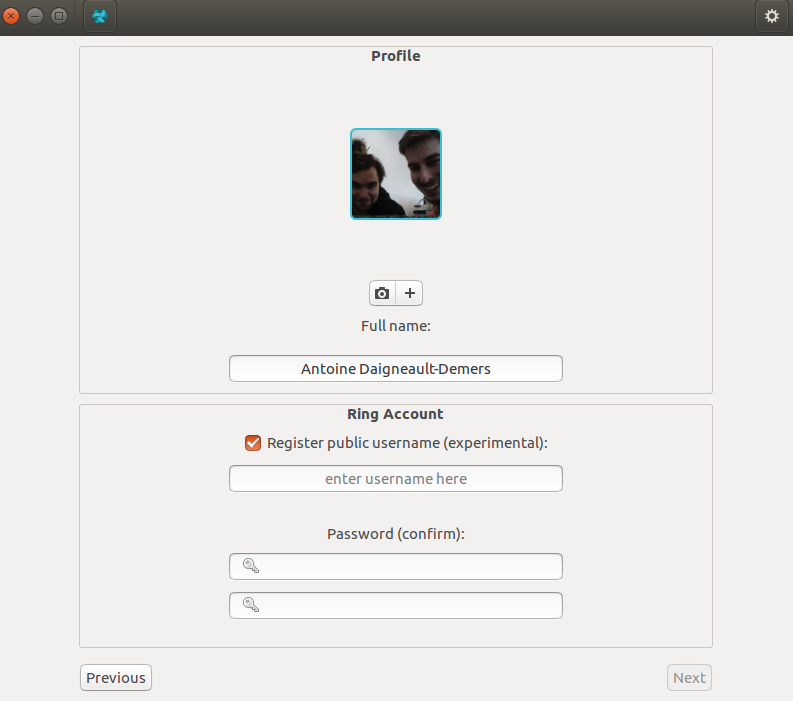 Profile
Full name:
Antoine Daigneault-Demers
Ring Account
Register public username (experimental):
enter username here
Password (confirm):
Previous
Next